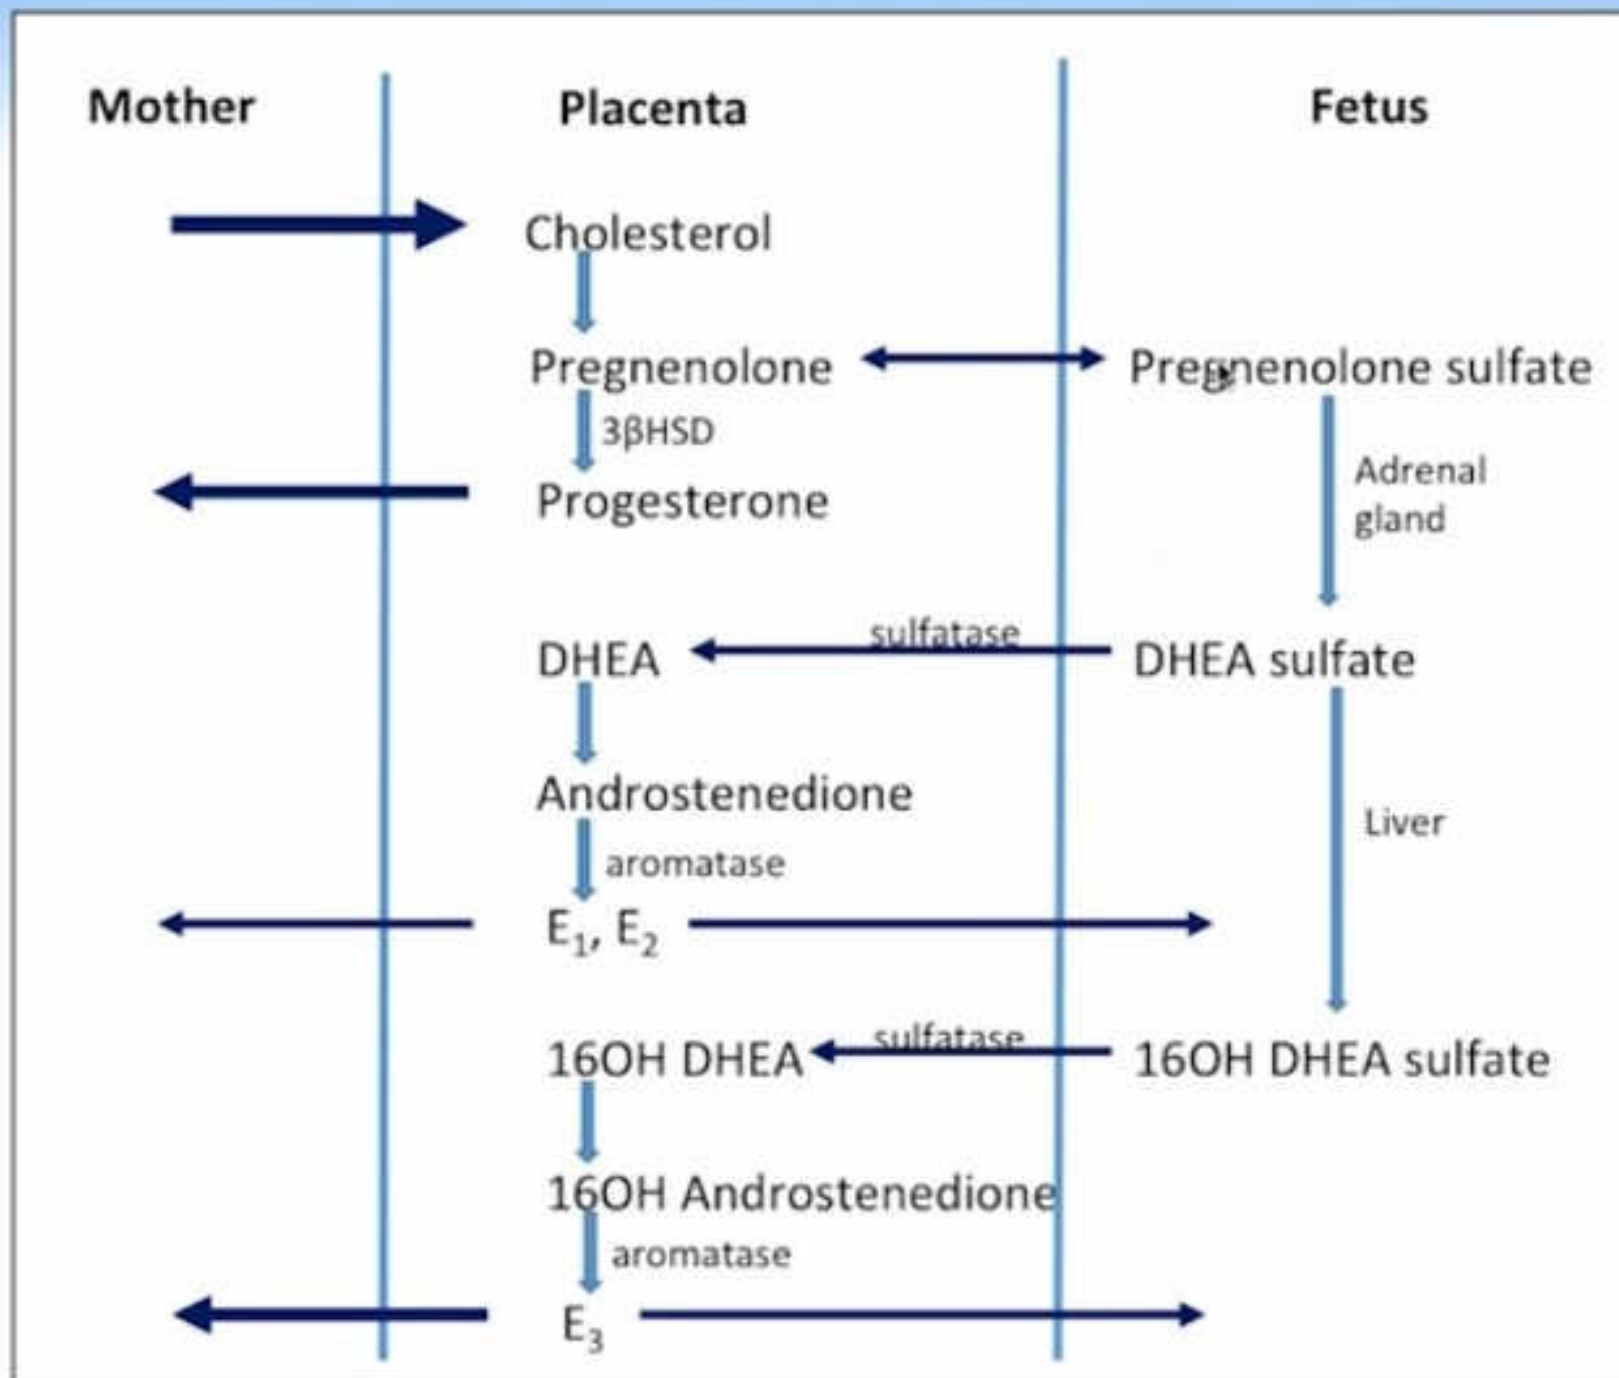 Mother Placenta Fetus
Cholesterol
Pregnenolone Pregnenolone sulfate
3βHSD
Adrenal
gland
Progesterone
sulfatase
DHEA DHEA sulfate
Androstenedione
Liver
aromatase
E₁, E₂
sulfatase
16OH DHEA 16OH DHEA sulfate
16OH Androstenedione
aromatase
E₃